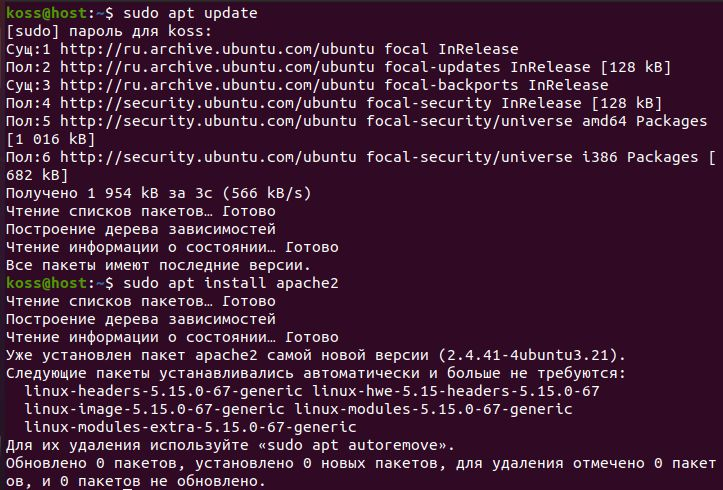 koss@host:~$ sudo apt update
[sudo] пароль для koss:
Сущ:1 http://ru.archive.ubuntu.com/ubuntu focal InRelease
Пол:2 http://ru.archive.ubuntu.com/ubuntu focal-updates InRelease [128 kB]
Сущ:3 http://ru.archive.ubuntu.com/ubuntu focal-backports InRelease
Пол:4 http://security.ubuntu.com/ubuntu focal-security InRelease [128 kB]
Пол:5 http://security.ubuntu.com/ubuntu focal-security/universe amd64 Packages
[1 016 kB]
Пол:6 http://security.ubuntu.com/ubuntu focal-security/universe i386 Packages [
682 kB]
Получено 1 954 kB за 3с (566 kB/s)
Чтение списков пакетов… Готово
Построение дерева зависимостей
Чтение информации о состоянии… Готово
Все пакеты имеют последние версии.
koss@host:~$ sudo apt install apache2
Чтение списков пакетов… Готово
Построение дерева зависимостей
Чтение информации о состоянии… Готово
Уже установлен пакет apache2 самой новой версии (2.4.41-4ubuntu3.21).
Следующие пакеты устанавливались автоматически и больше не требуются:
linux-headers-5.15.0-67-generic linux-hwe-5.15-headers-5.15.0-67
linux-image-5.15.0-67-generic linux-modules-5.15.0-67-generic
linux-modules-extra-5.15.0-67-generic
Для их удаления используйте «sudo apt autoremove».
Обновлено 0 пакетов, установлено 0 новых пакетов, для удаления отмечено 0 пакет
ов, и 0 пакетов не обновлено.